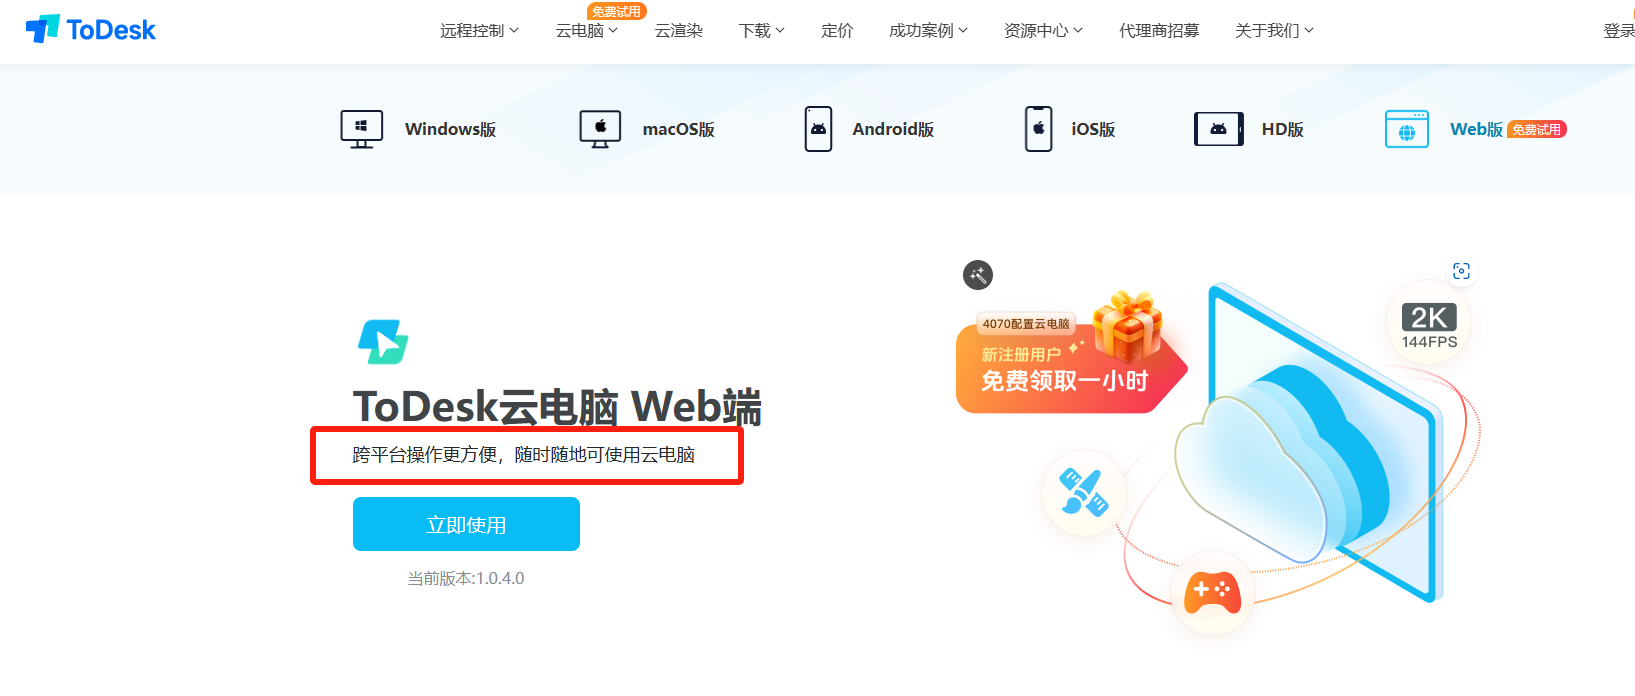 ToDesk
远程控制
云电脑
免费试用
云渲染
下载
定价
成功案例
资源中心
代理商招募
关于我们
登录
Windows版
macOS版
Android版
iOS版
HD版
Web版
免费试用
ToDesk云电脑 Web端
跨平台操作更方便，随时随地可使用云电脑
立即使用
当前版本:1.0.4.0
4070配置云电脑
新注册用户
免费领取一小时
2K
144FPS